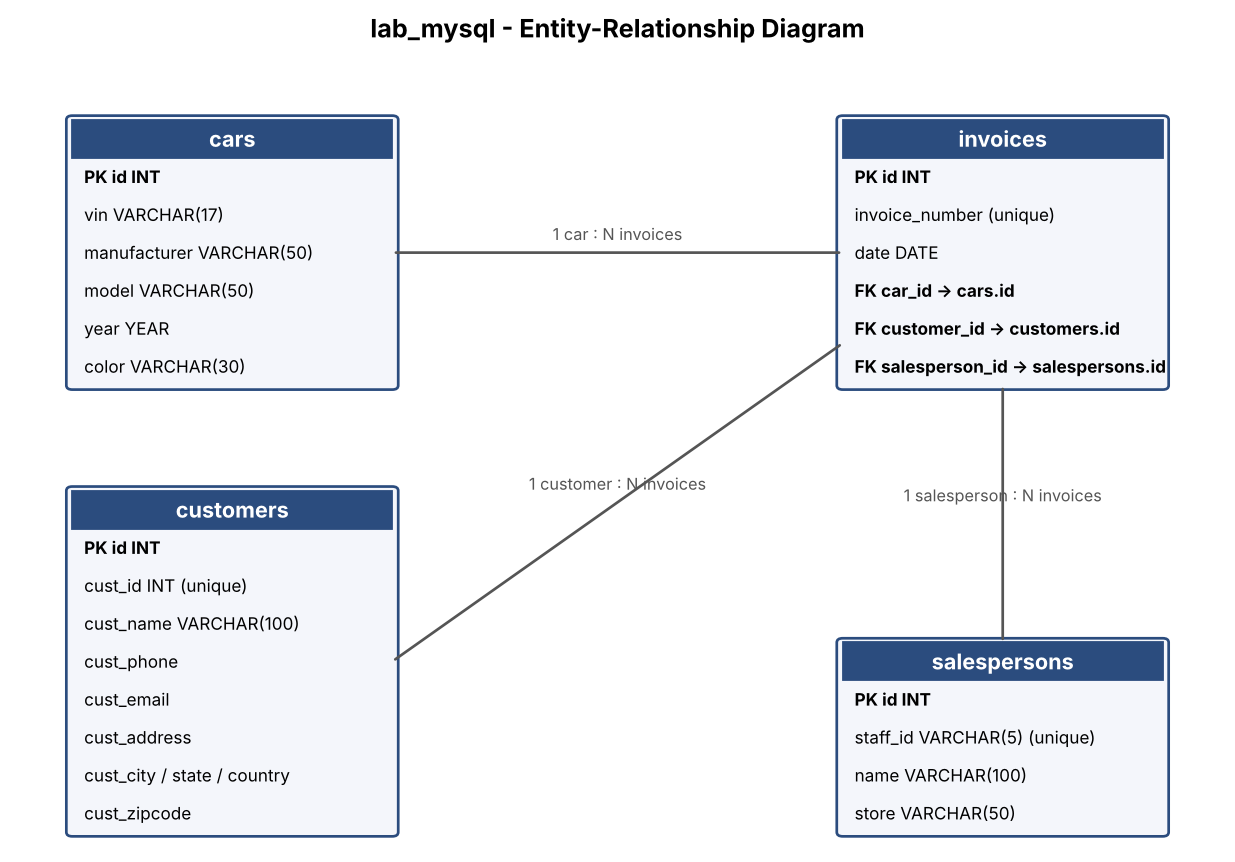 lab_mysql - Entity-Relationship Diagram
cars
PK id INT
vin VARCHAR(17)
manufacturer VARCHAR(50)
model VARCHAR(50)
year YEAR
color VARCHAR(30)
1 car : N invoices
invoices
PK id INT
invoice_number (unique)
date DATE
FK car_id → cars.id
FK customer_id → customers.id
FK salesperson_id → salespersons.id
1 customer : N invoices
1 salesperson : N invoices
customers
PK id INT
cust_id INT (unique)
cust_name VARCHAR(100)
cust_phone
cust_email
cust_address
cust_city / state / country
cust_zipcode
salespersons
PK id INT
staff_id VARCHAR(5) (unique)
name VARCHAR(100)
store VARCHAR(50)